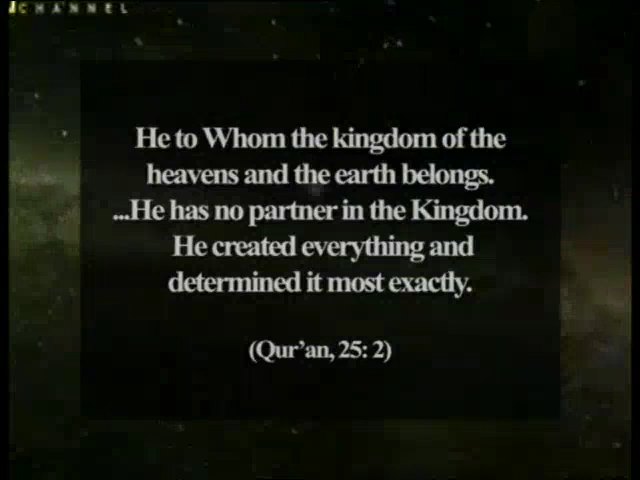 CHANNEL
He to Whom the kingdom of the
heavens and the earth belongs.
...He has no partner in the Kingdom.
He created everything and
determined it most exactly.
(Qur’an, 25: 2)